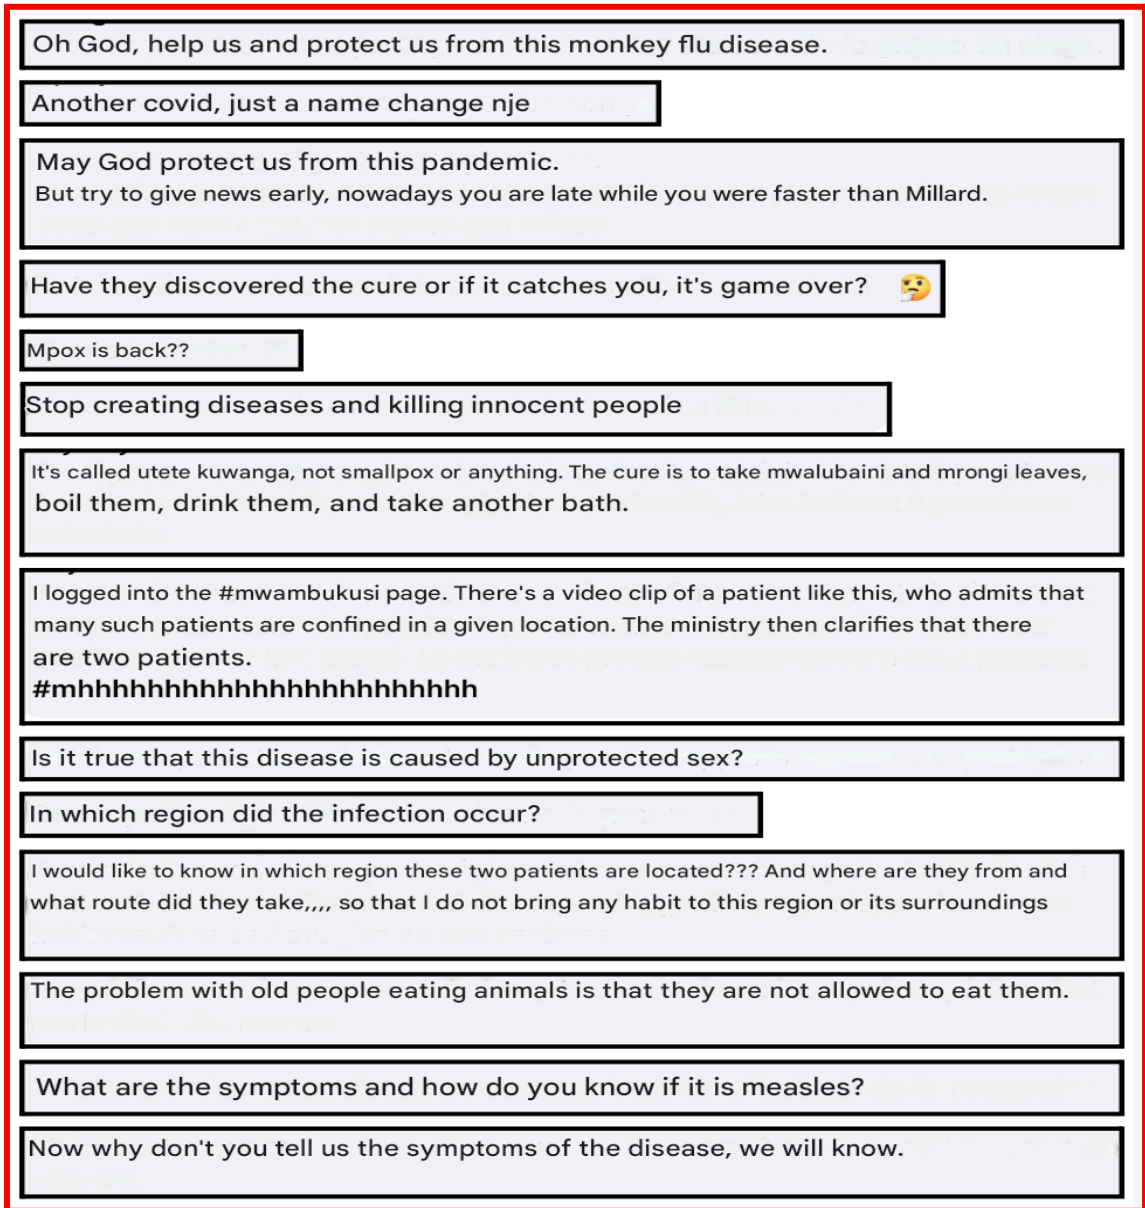 Oh God, help us and protect us from this monkey flu disease.
Another covid, just a name change nje
May God protect us from this pandemic.
But try to give news early, nowadays you are late while you were faster than Millard.
Have they discovered the cure or if it catches you, it's game over? 🤔
Mpox is back??
Stop creating diseases and killing innocent people
It's called utete kuwanga, not smallpox or anything. The cure is to take mwalubaini and mrongi leaves,
boil them, drink them, and take another bath.
I logged into the #mwambukusi page. There's a video clip of a patient like this, who admits that
many such patients are confined in a given location. The ministry then clarifies that there
are two patients.
#mhhhhhhhhhhhhhhhhhhhhhhhh
Is it true that this disease is caused by unprotected sex?
In which region did the infection occur?
I would like to know in which region these two patients are located??? And where are they from and
what route did they take,,,, so that I do not bring any habit to this region or its surroundings
The problem with old people eating animals is that they are not allowed to eat them.
What are the symptoms and how do you know if it is measles?
Now why don't you tell us the symptoms of the disease, we will know.